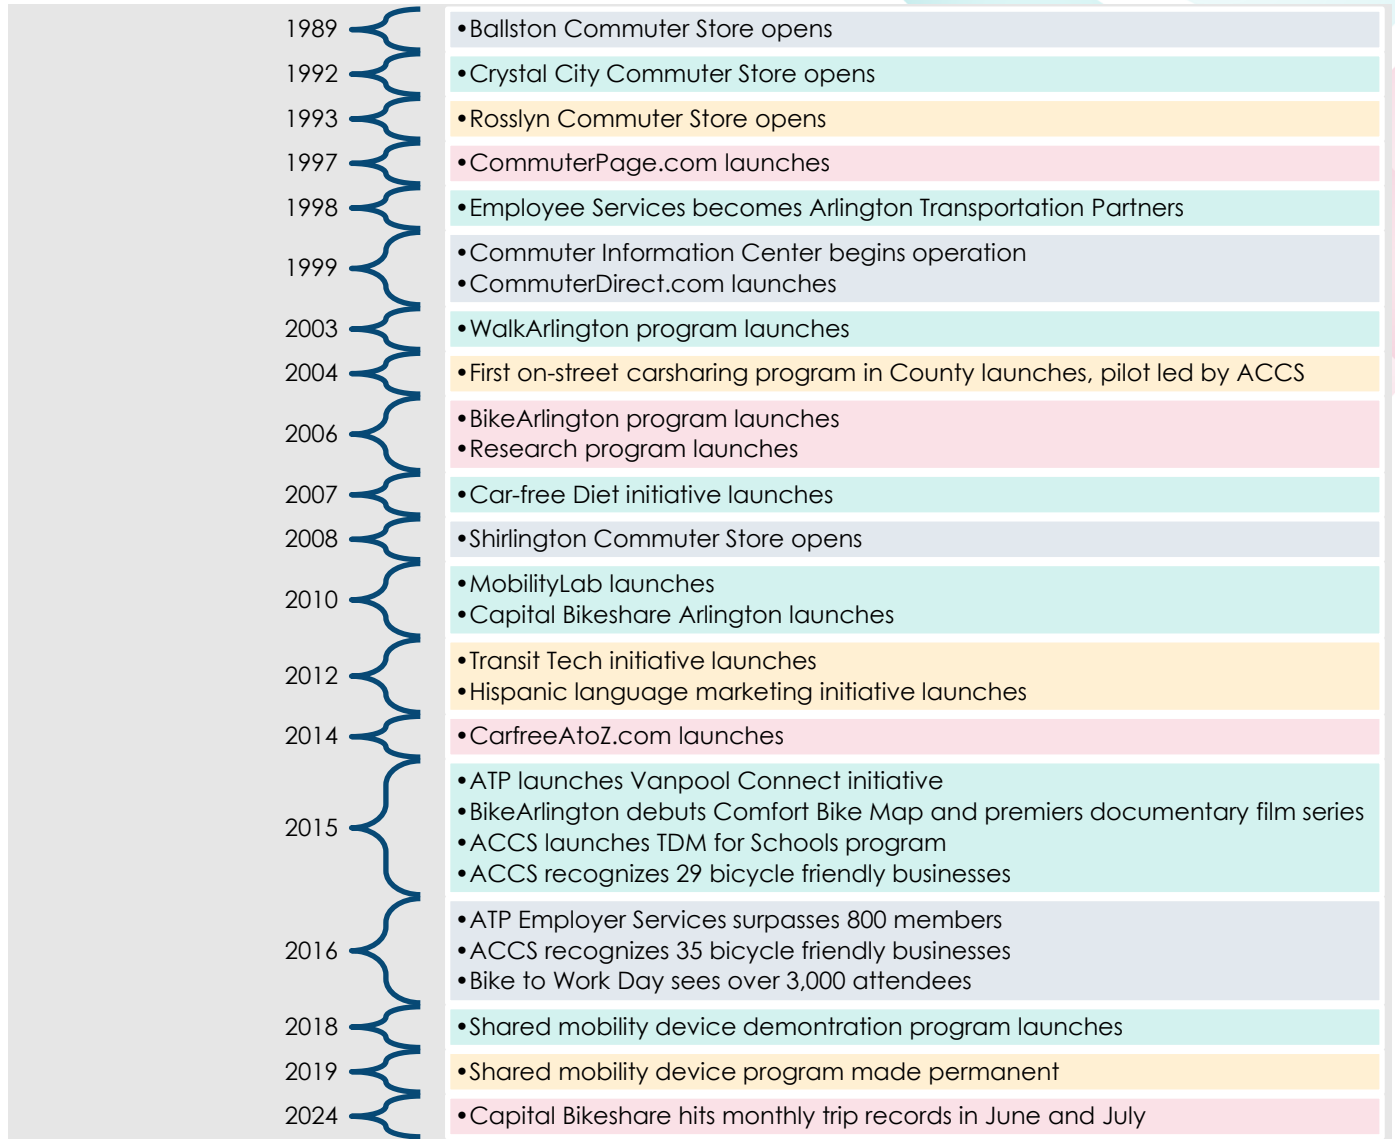 1989
•Ballston Commuter Store opens
1992
•Crystal City Commuter Store opens
1993
•Rosslyn Commuter Store opens
1997
•CommuterPage.com launches
1998
•Employee Services becomes Arlington Transportation Partners
1999
•Commuter Information Center begins operation
•CommuterDirect.com launches
2003
•WalkArlington program launches
2004
•First on-street carsharing program in County launches, pilot led by ACCS
2006
•BikeArlington program launches
•Research program launches
2007
•Car-free Diet initiative launches
2008
•Shirlington Commuter Store opens
2010
•MobilityLab launches
•Capital Bikeshare Arlington launches
2012
•Transit Tech initiative launches
•Hispanic language marketing initiative launches
2014
•CarfreeAtoZ.com launches
2015
•ATP launches Vanpool Connect initiative
•BikeArlington debuts Comfort Bike Map and premiers documentary film series
•ACCS launches TDM for Schools program
•ACCS recognizes 29 bicycle friendly businesses
2016
•ATP Employer Services surpasses 800 members
•ACCS recognizes 35 bicycle friendly businesses
•Bike to Work Day sees over 3,000 attendees
2018
•Shared mobility device demontration program launches
2019
•Shared mobility device program made permanent
2024
•Capital Bikeshare hits monthly trip records in June and July